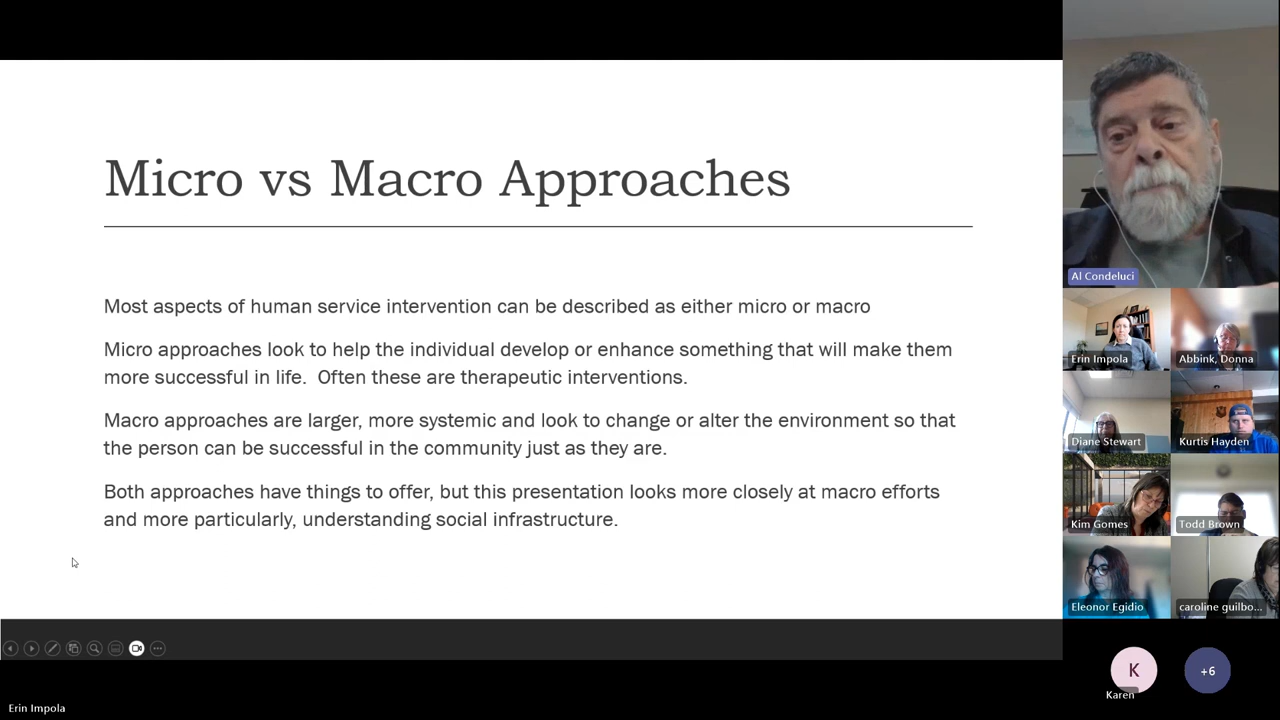 Micro vs Macro Approaches
Most aspects of human service intervention can be described as either micro or macro
Micro approaches look to help the individual develop or enhance something that will make them
more successful in life.  Often these are therapeutic interventions.
Macro approaches are larger, more systemic and look to change or alter the environment so that
the person can be successful in the community just as they are.
Both approaches have things to offer, but this presentation looks more closely at macro efforts
and more particularly, understanding social infrastructure.
Al Condeluci
Erin Impola
Abbink, Donna
Diane Stewart
Kurtis Hayden
Kim Gomes
Todd Brown
Eleonor Egidio
caroline guilbo...
K
+6
Karen
Erin Impola